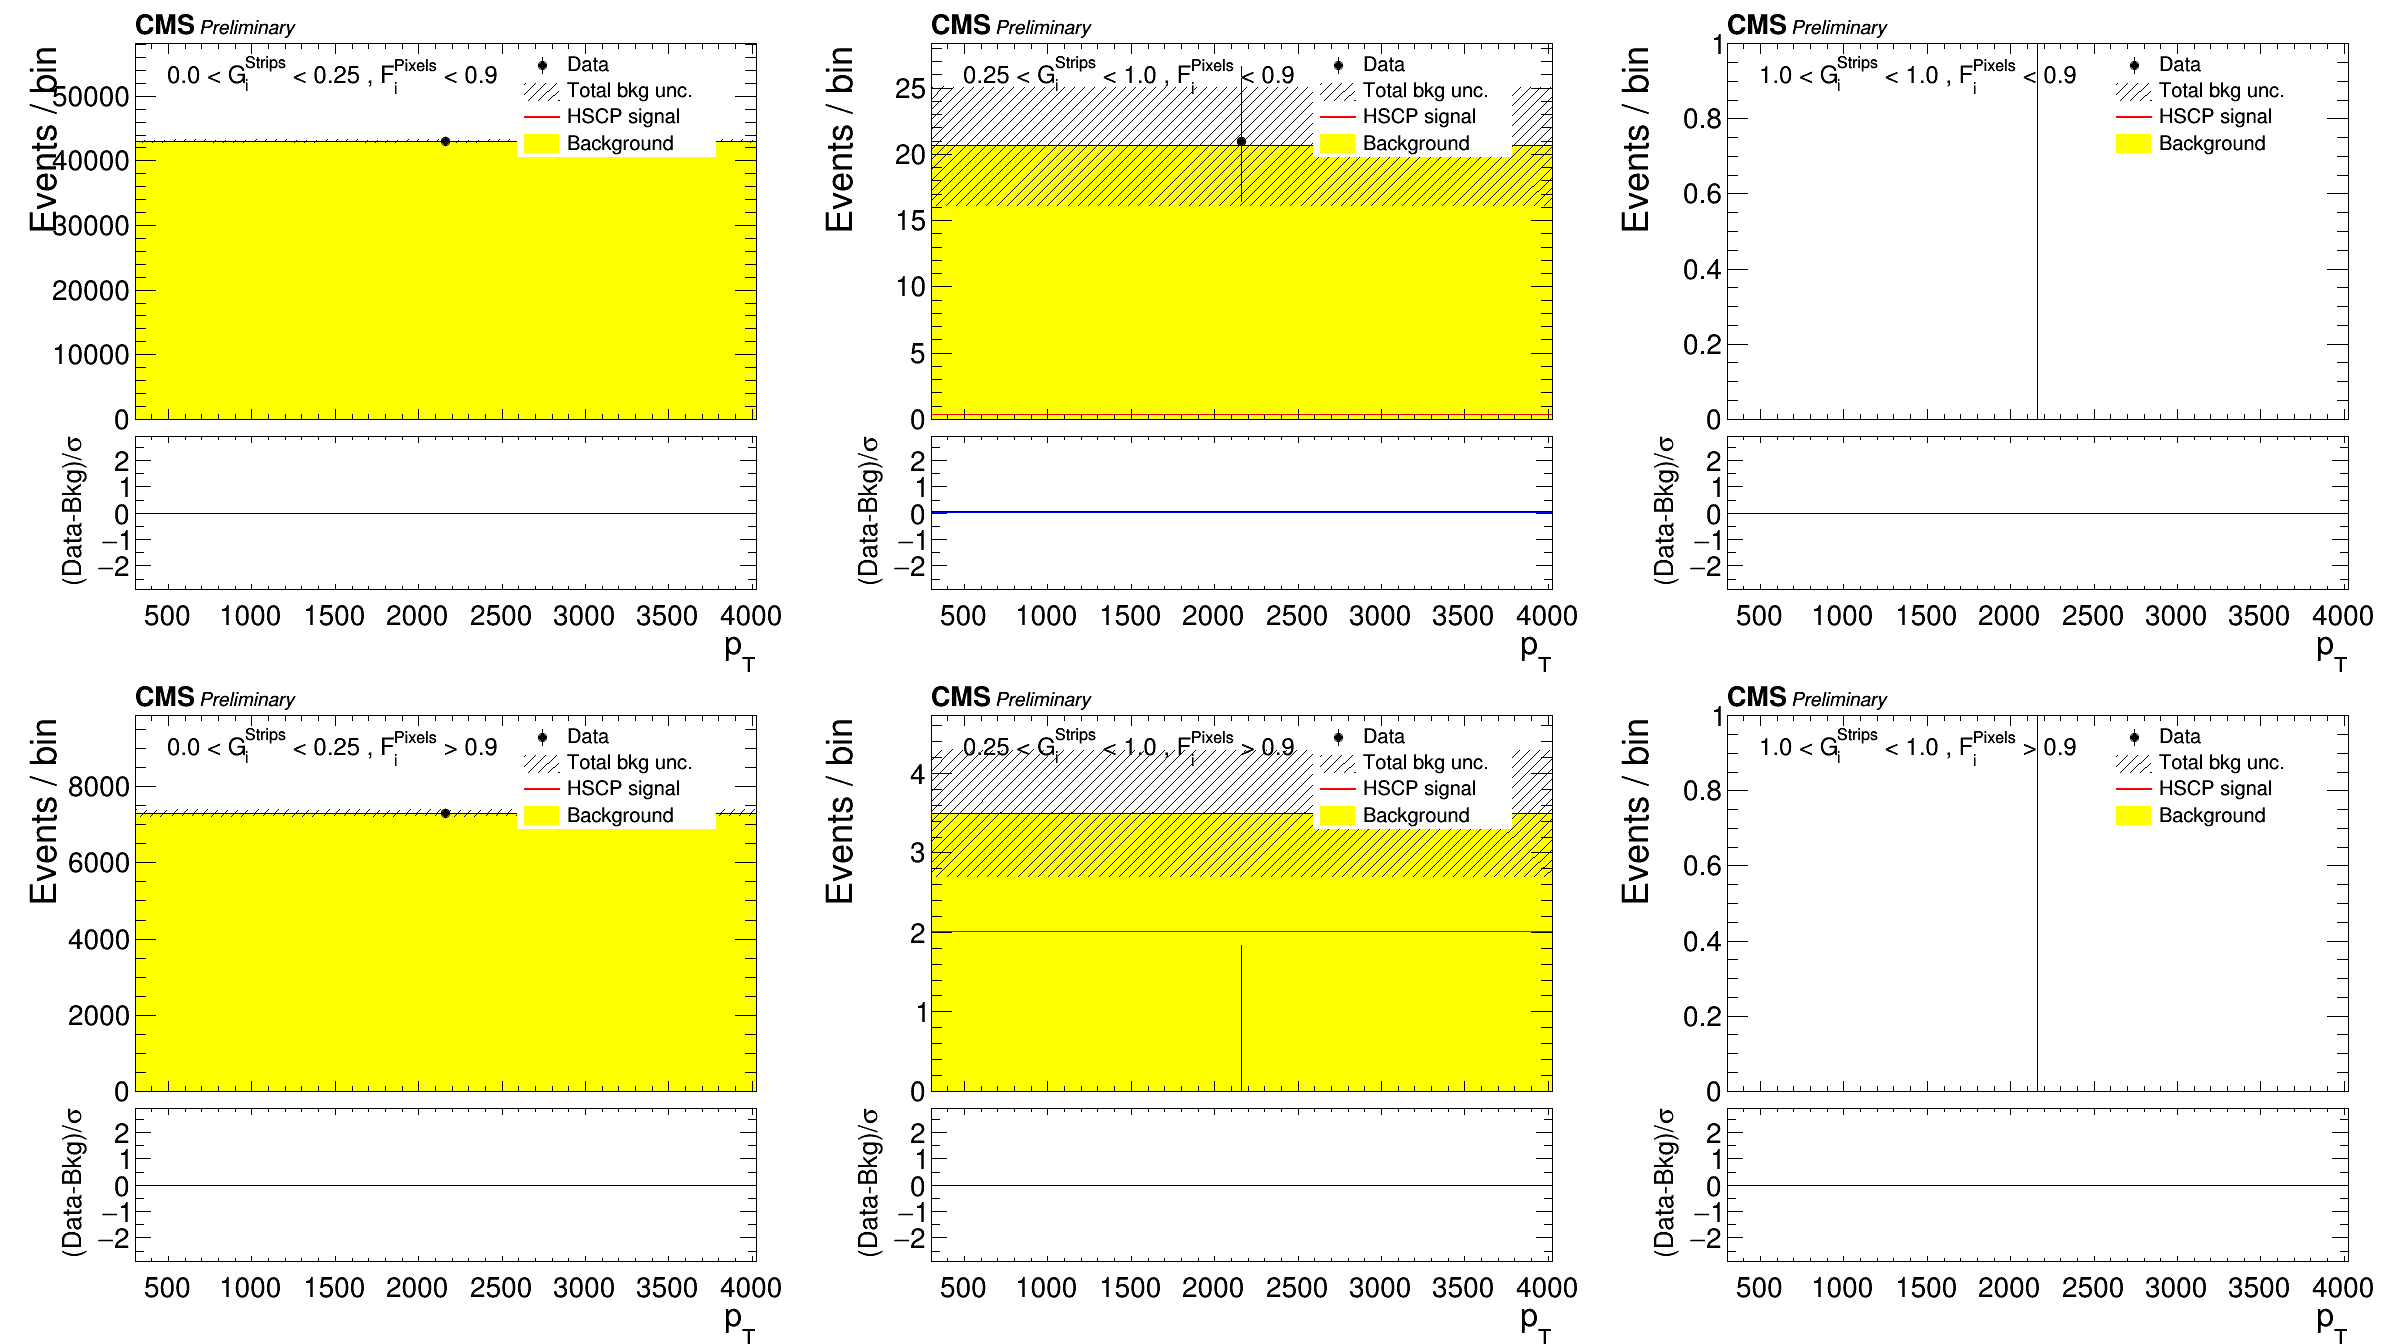 CMS Preliminary
Events / bin
0.0 < G_i^Strips < 0.25 , F_i^Pixels < 0.9
Data
Total bkg unc.
HSCP signal
Background
50000
40000
30000
20000
10000
0
(Data-Bkg)/σ
2
1
0
−1
−2
500 1000 1500 2000 2500 3000 3500 4000
p_T
CMS Preliminary
Events / bin
0.25 < G_i^Strips < 1.0 , F_i^Pixels < 0.9
Data
Total bkg unc.
HSCP signal
Background
25
20
15
10
5
0
(Data-Bkg)/σ
2
1
0
−1
−2
500 1000 1500 2000 2500 3000 3500 4000
p_T
CMS Preliminary
Events / bin
1.0 < G_i^Strips < 1.0 , F_i^Pixels < 0.9
Data
Total bkg unc.
HSCP signal
Background
1
0.8
0.6
0.4
0.2
0
(Data-Bkg)/σ
2
1
0
−1
−2
500 1000 1500 2000 2500 3000 3500 4000
p_T
CMS Preliminary
Events / bin
0.0 < G_i^Strips < 0.25 , F_i^Pixels > 0.9
Data
Total bkg unc.
HSCP signal
Background
8000
6000
4000
2000
0
(Data-Bkg)/σ
2
1
0
−1
−2
500 1000 1500 2000 2500 3000 3500 4000
p_T
CMS Preliminary
Events / bin
0.25 < G_i^Strips < 1.0 , F_i^Pixels > 0.9
Data
Total bkg unc.
HSCP signal
Background
4
3
2
1
0
(Data-Bkg)/σ
2
1
0
−1
−2
500 1000 1500 2000 2500 3000 3500 4000
p_T
CMS Preliminary
Events / bin
1.0 < G_i^Strips < 1.0 , F_i^Pixels > 0.9
Data
Total bkg unc.
HSCP signal
Background
1
0.8
0.6
0.4
0.2
0
(Data-Bkg)/σ
2
1
0
−1
−2
500 1000 1500 2000 2500 3000 3500 4000
p_T